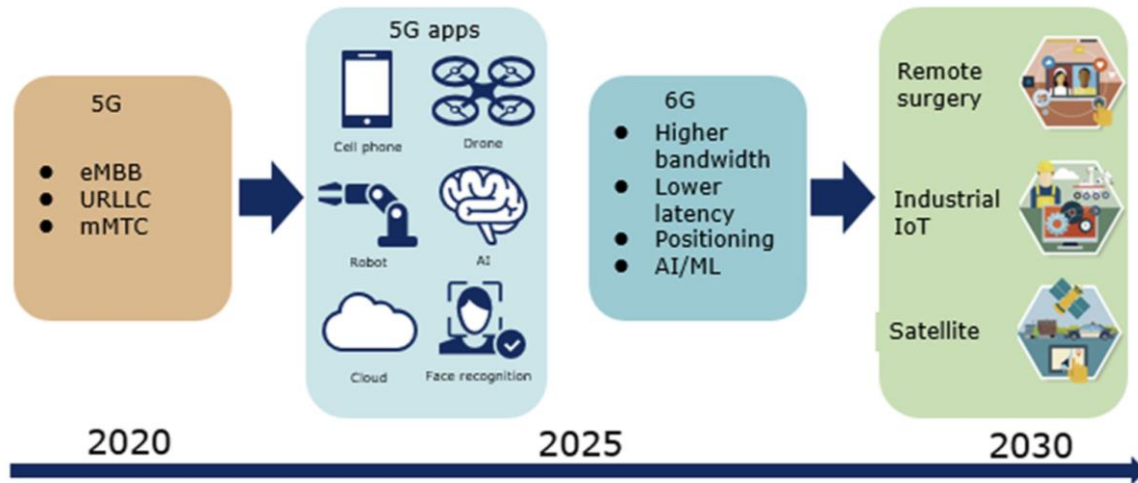 5G
● eMBB
● URLLC
● mMTC
5G apps
Cell phone
Drone
Robot
AI
Cloud
Face recognition
6G
● Higher
bandwidth
● Lower
latency
● Positioning
● AI/ML
Remote
surgery
Industrial
IoT
Satellite
2020
2025
2030